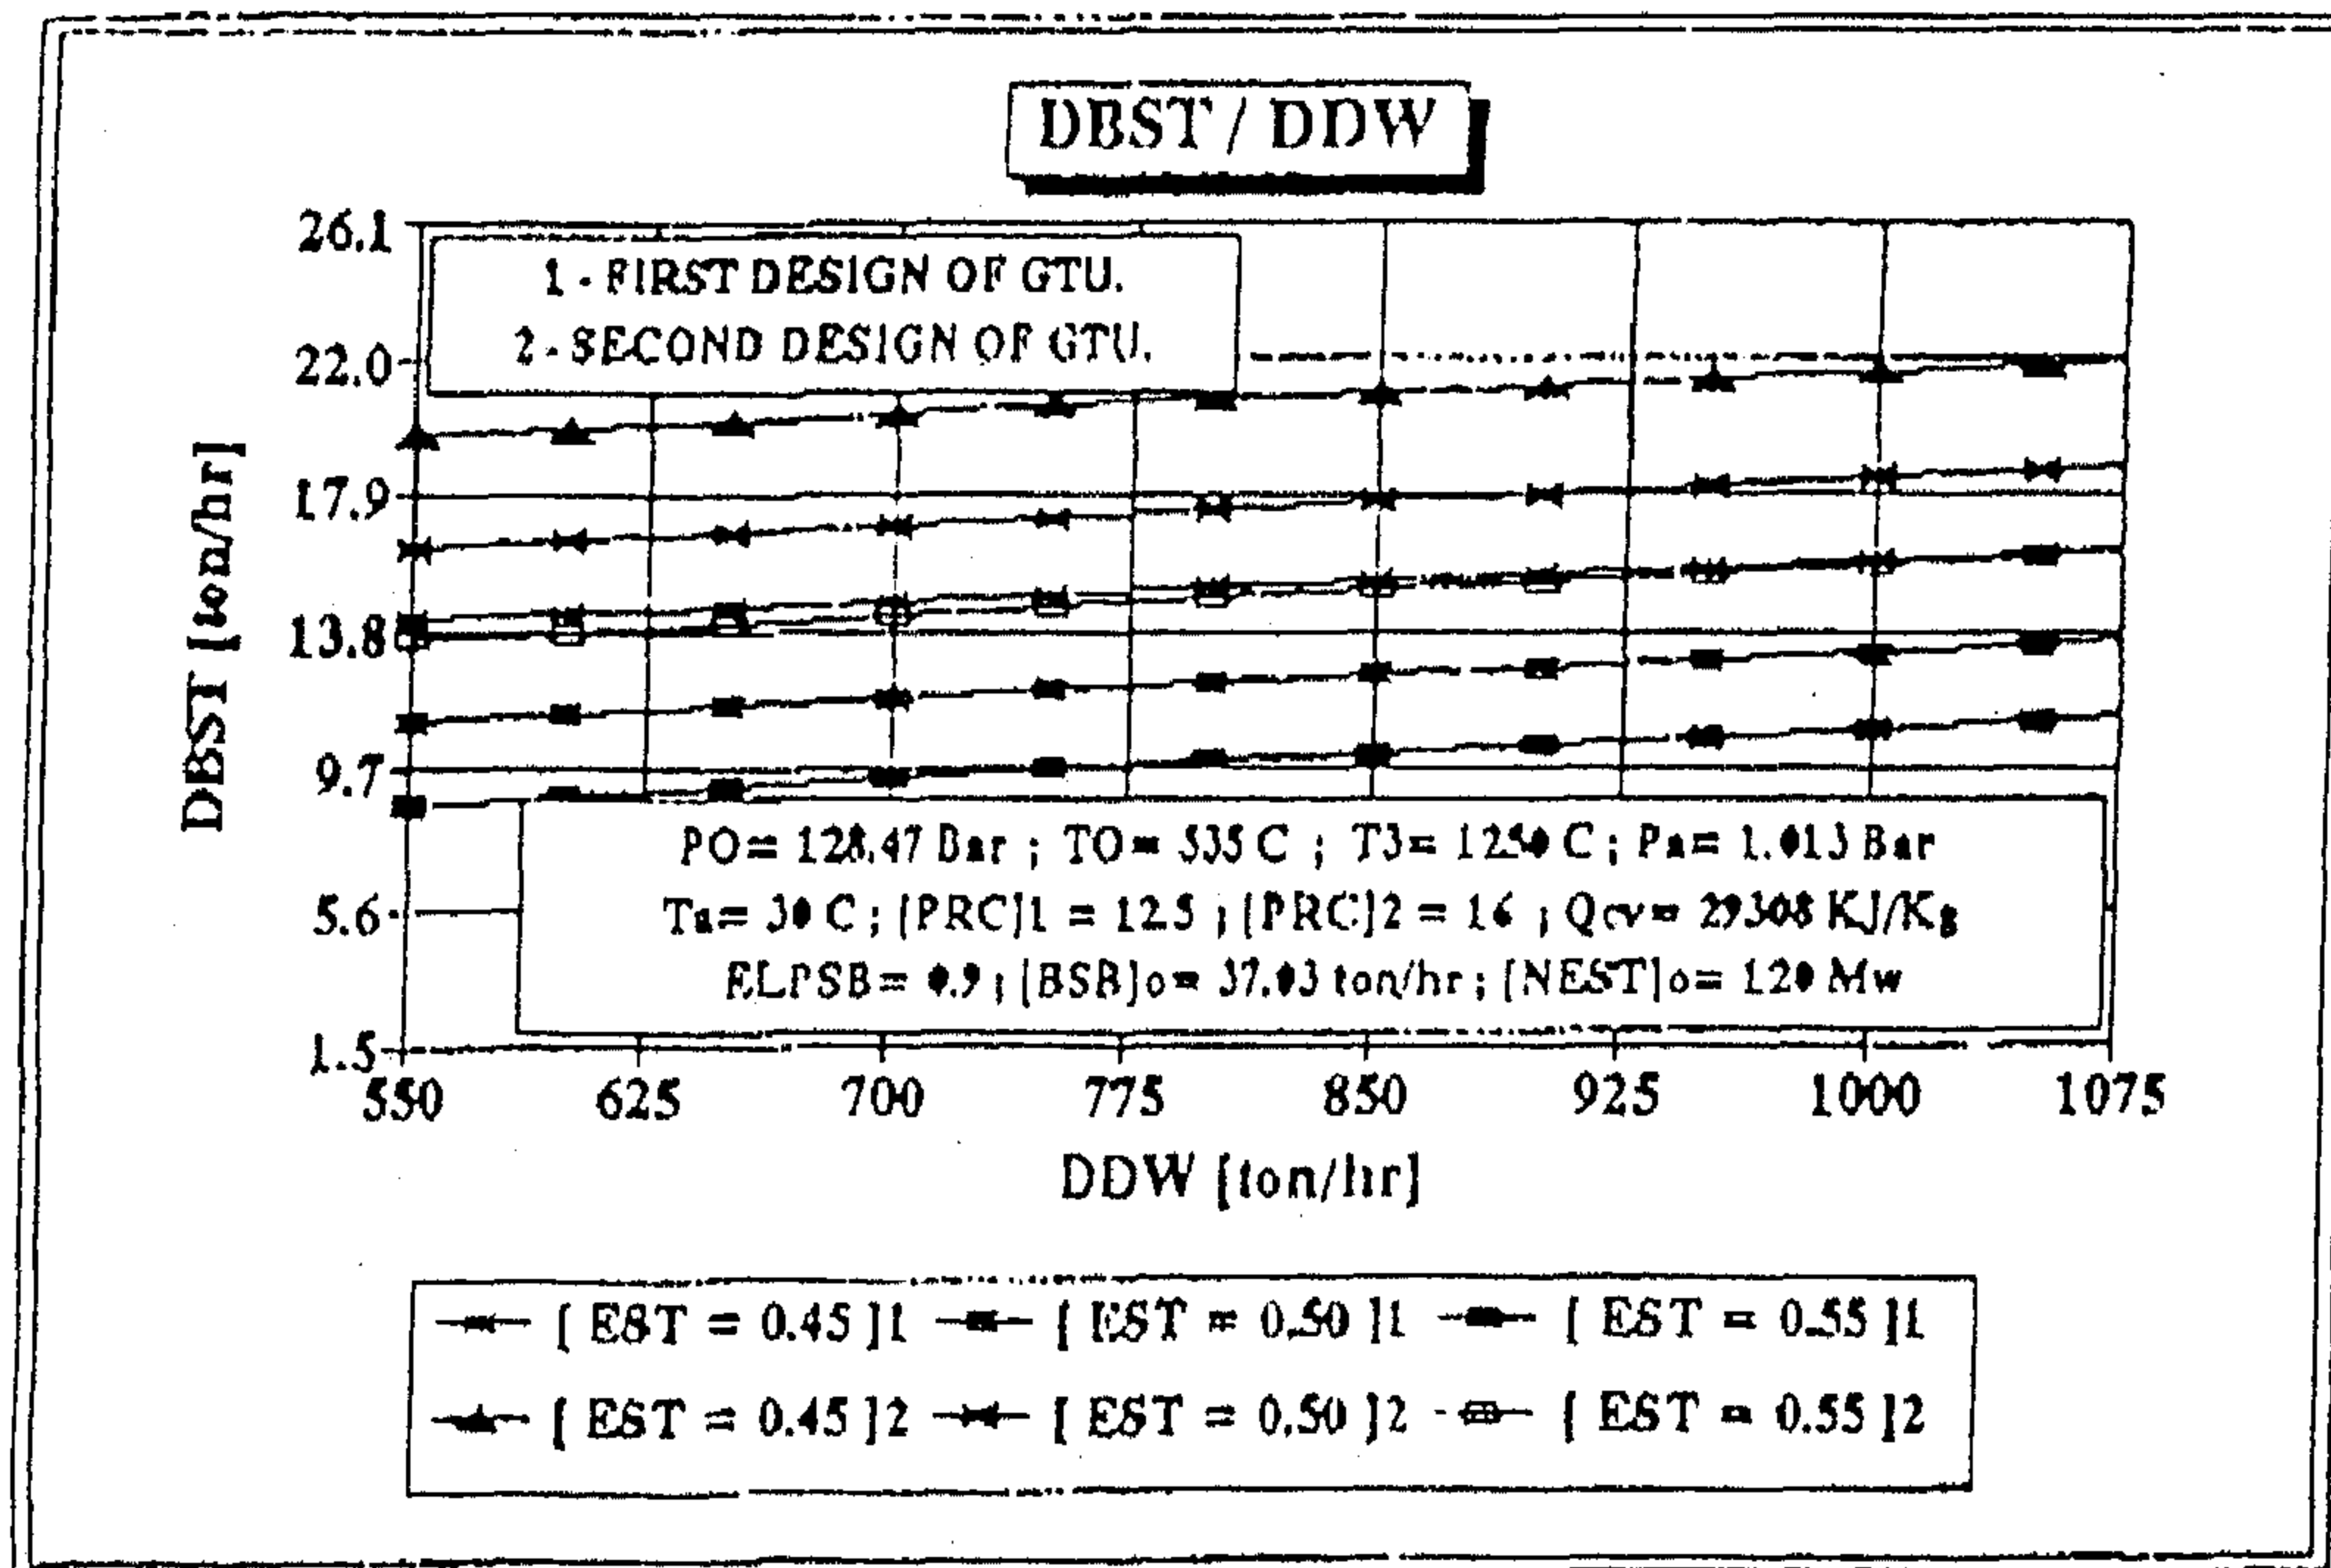 DBST / DDW
26.1
1 - FIRST DESIGN OF GTU.
2 - SECOND DESIGN OF GTU.
22.0
17.9
13.8
9.7
5.6
1.5
DBST [ton/hr]
PO= 128.47 Bar ; TO= 535 C ; T3= 1250 C ; Pa= 1.013 Bar
Ta= 30 C ; [PRC]1 = 12.5 ; [PRC]2 = 16 ; Qcv= 29308 KJ/Kg
ELPSB= 0.9 ; [BSB]o= 37.03 ton/hr ; [NEST]o= 120 Mw
550 625 700 775 850 925 1000 1075
DDW [ton/hr]
[ EST = 0.45 ]1 [ EST = 0.50 ]1 [ EST = 0.55 ]1
[ EST = 0.45 ]2 [ EST = 0.50 ]2 [ EST = 0.55 ]2